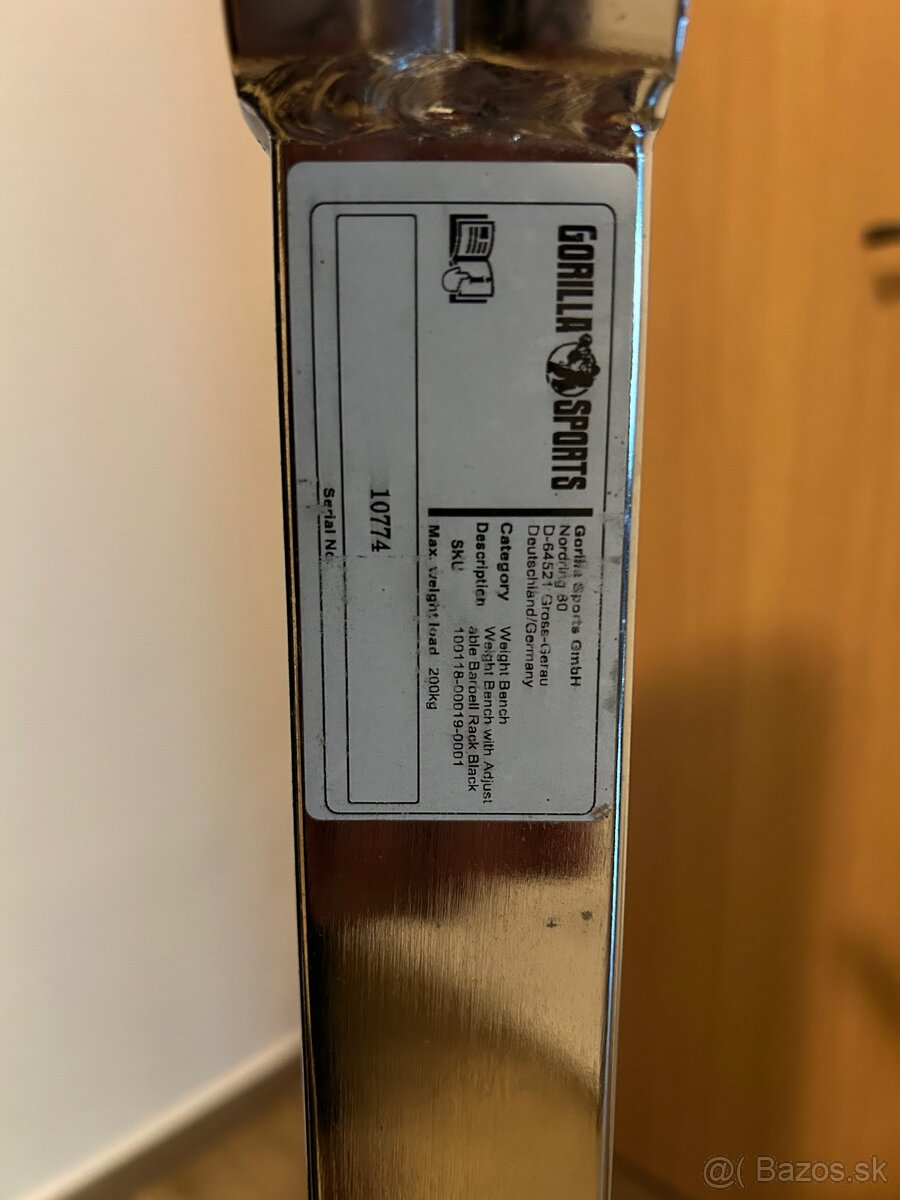 GORILLA SPORTS
Gorilla Sports GmbH
Nordring 80
D-64521 Gross-Gerau
Deutschland/Germany
Category Weight Bench
Description Weight Bench with Adjust
able Barbell Rack Black
SKU 100118-00019-0001
Max. Weight load 200kg
10774
Serial No
@( Bazos.sk